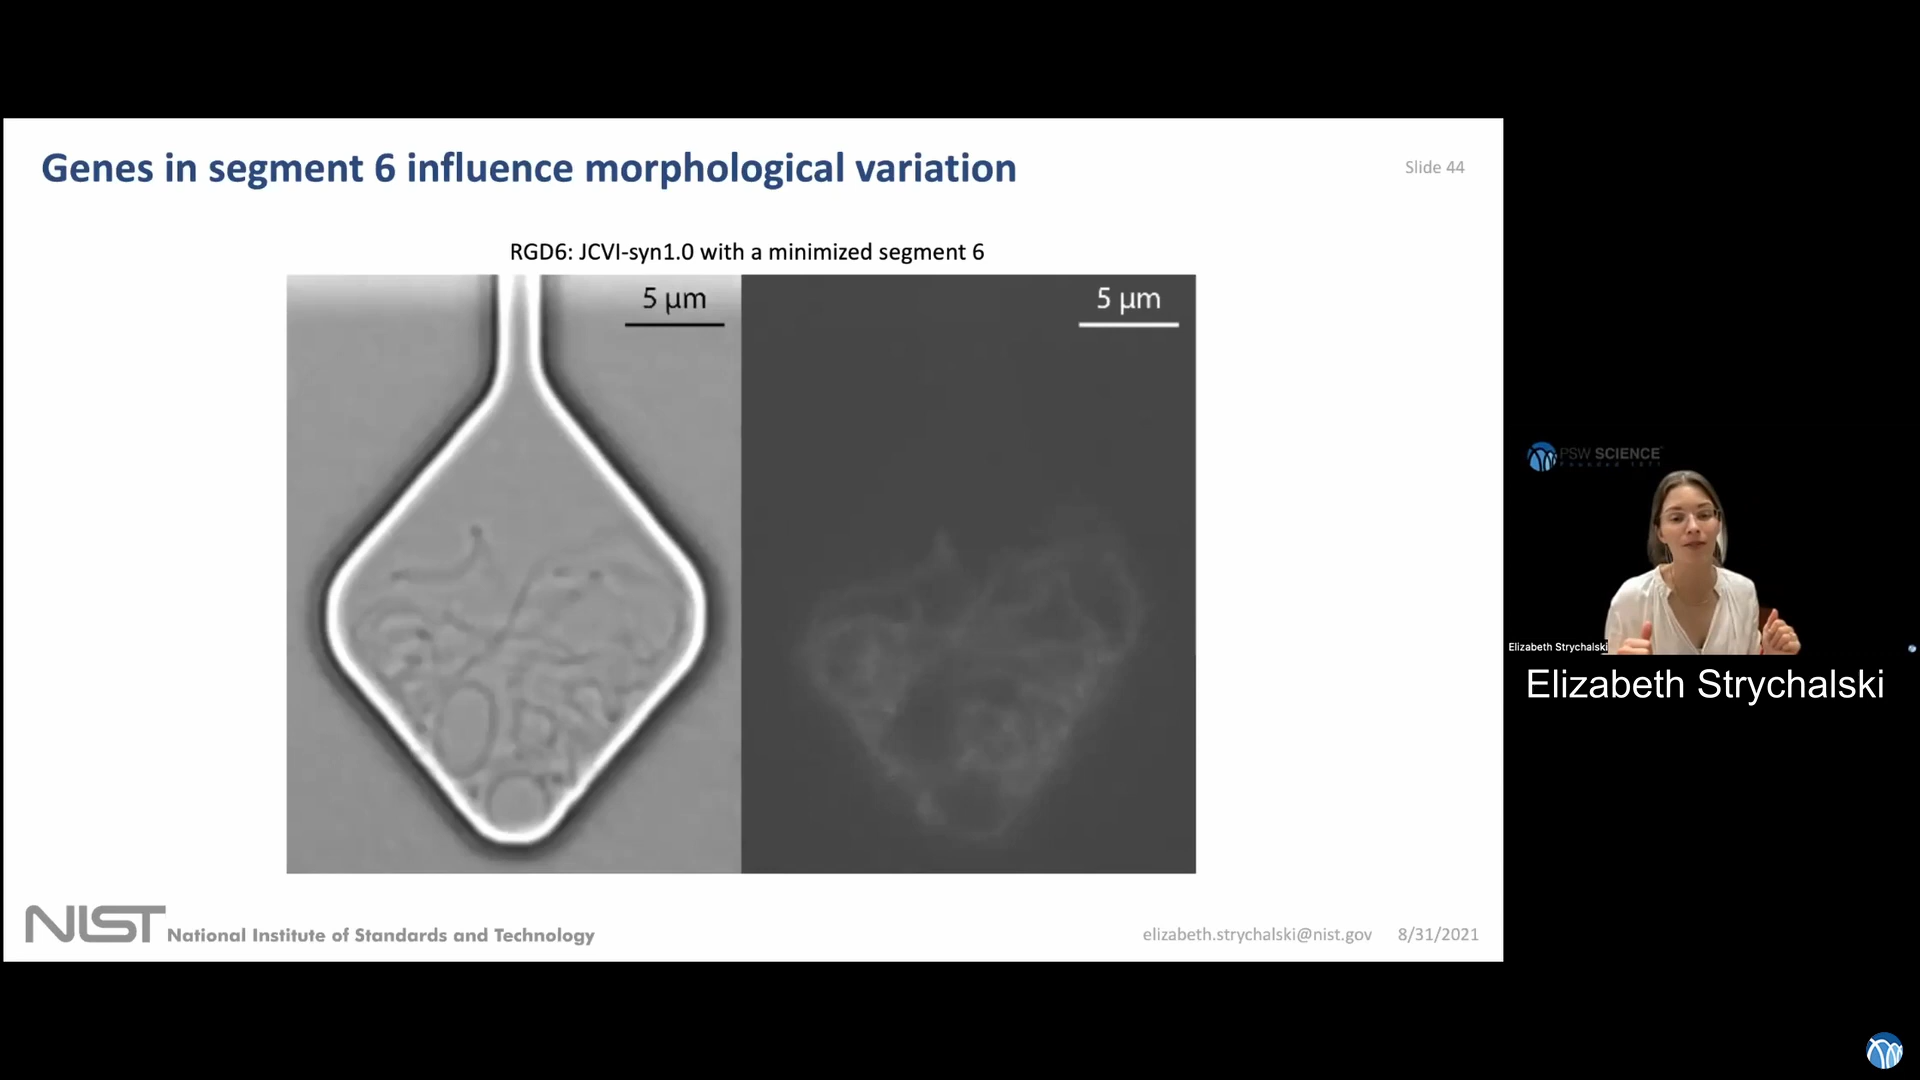 Genes in segment 6 influence morphological variation
Slide 44
RGD6: JCVI-syn1.0 with a minimized segment 6
5 µm
5 µm
NIST National Institute of Standards and Technology
elizabeth.strychalski@nist.gov 8/31/2021
PSW SCIENCE
Elizabeth Strychalski
Elizabeth Strychalski